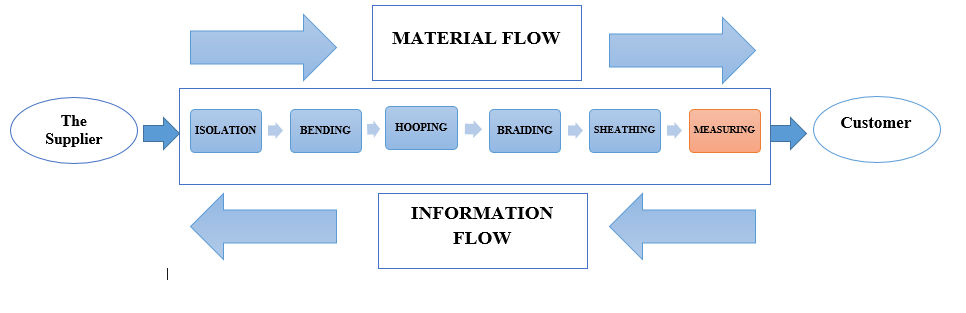 MATERIAL FLOW
The
Supplier
ISOLATION
BENDING
HOOPING
BRAIDING
SHEATHING
MEASURING
Customer
INFORMATION
FLOW